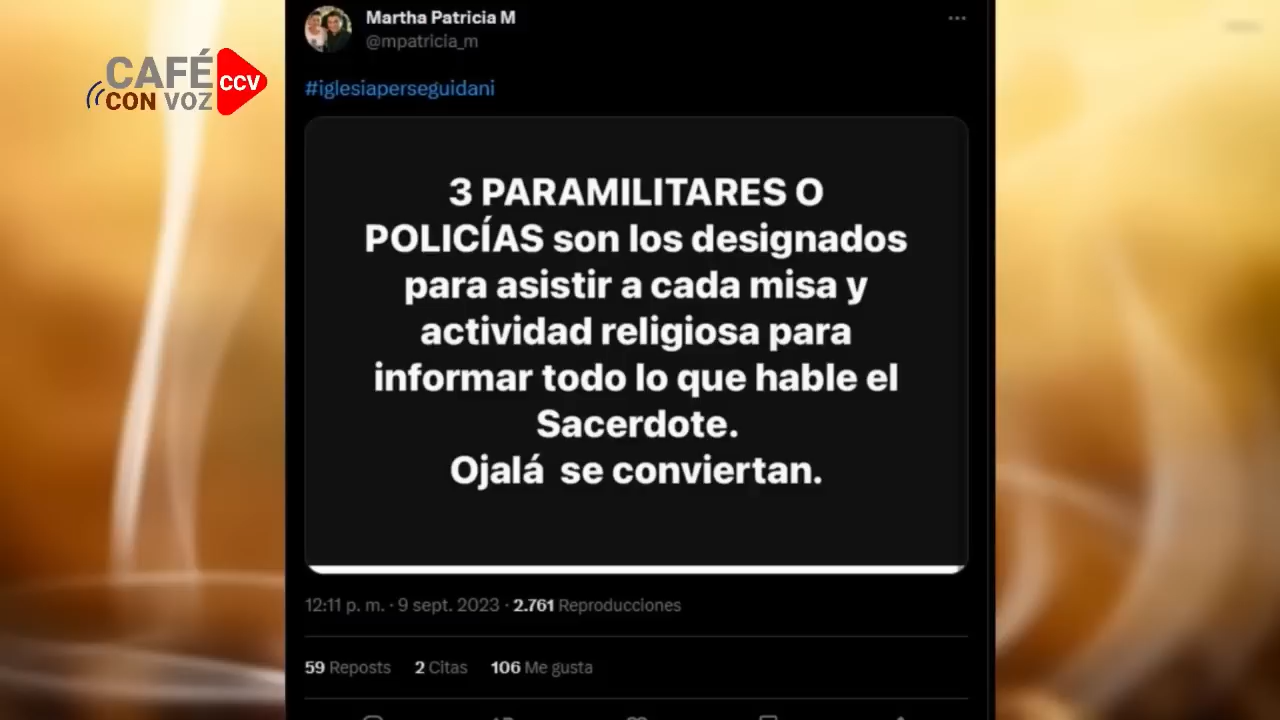 Martha Patricia M
@mpatricia_m
CAFÉ
CON VOZ
CCV
#iglesiaperseguidani
3 PARAMILITARES O
POLICÍAS son los designados
para asistir a cada misa y
actividad religiosa para
informar todo lo que hable el
Sacerdote.
Ojalá se conviertan.
12:11 p. m. · 9 sept. 2023 · 2.761 Reproducciones
59 Reposts 2 Citas 106 Me gusta